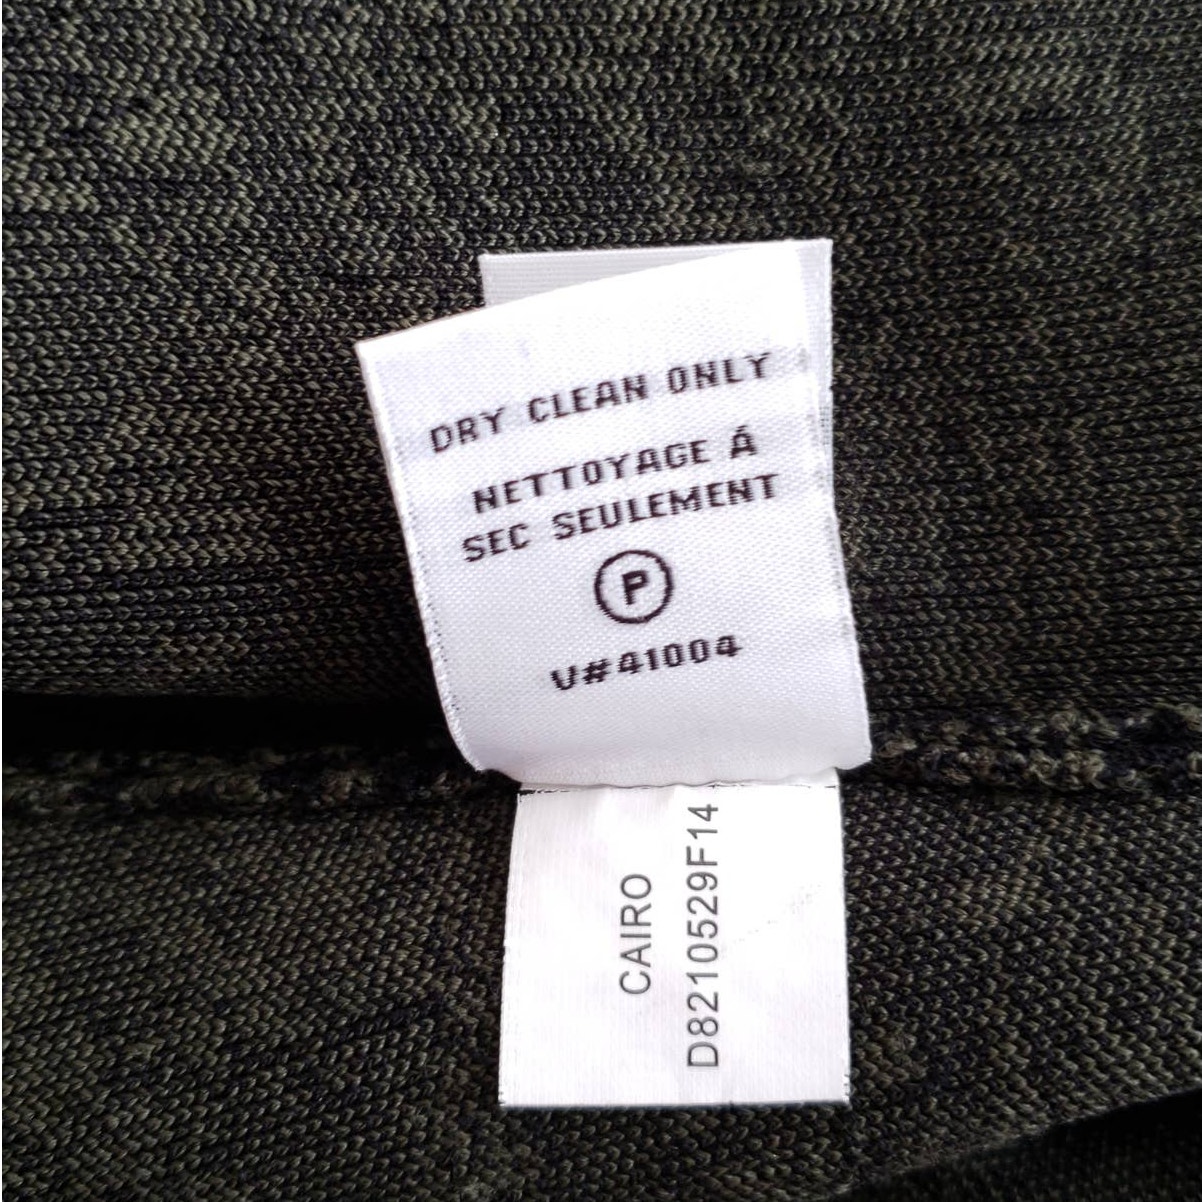 DRY CLEAN ONLY
NETTOYAGE Á
SEC SEULEMENT
P
V#41004
CAIRO
D8210529F14